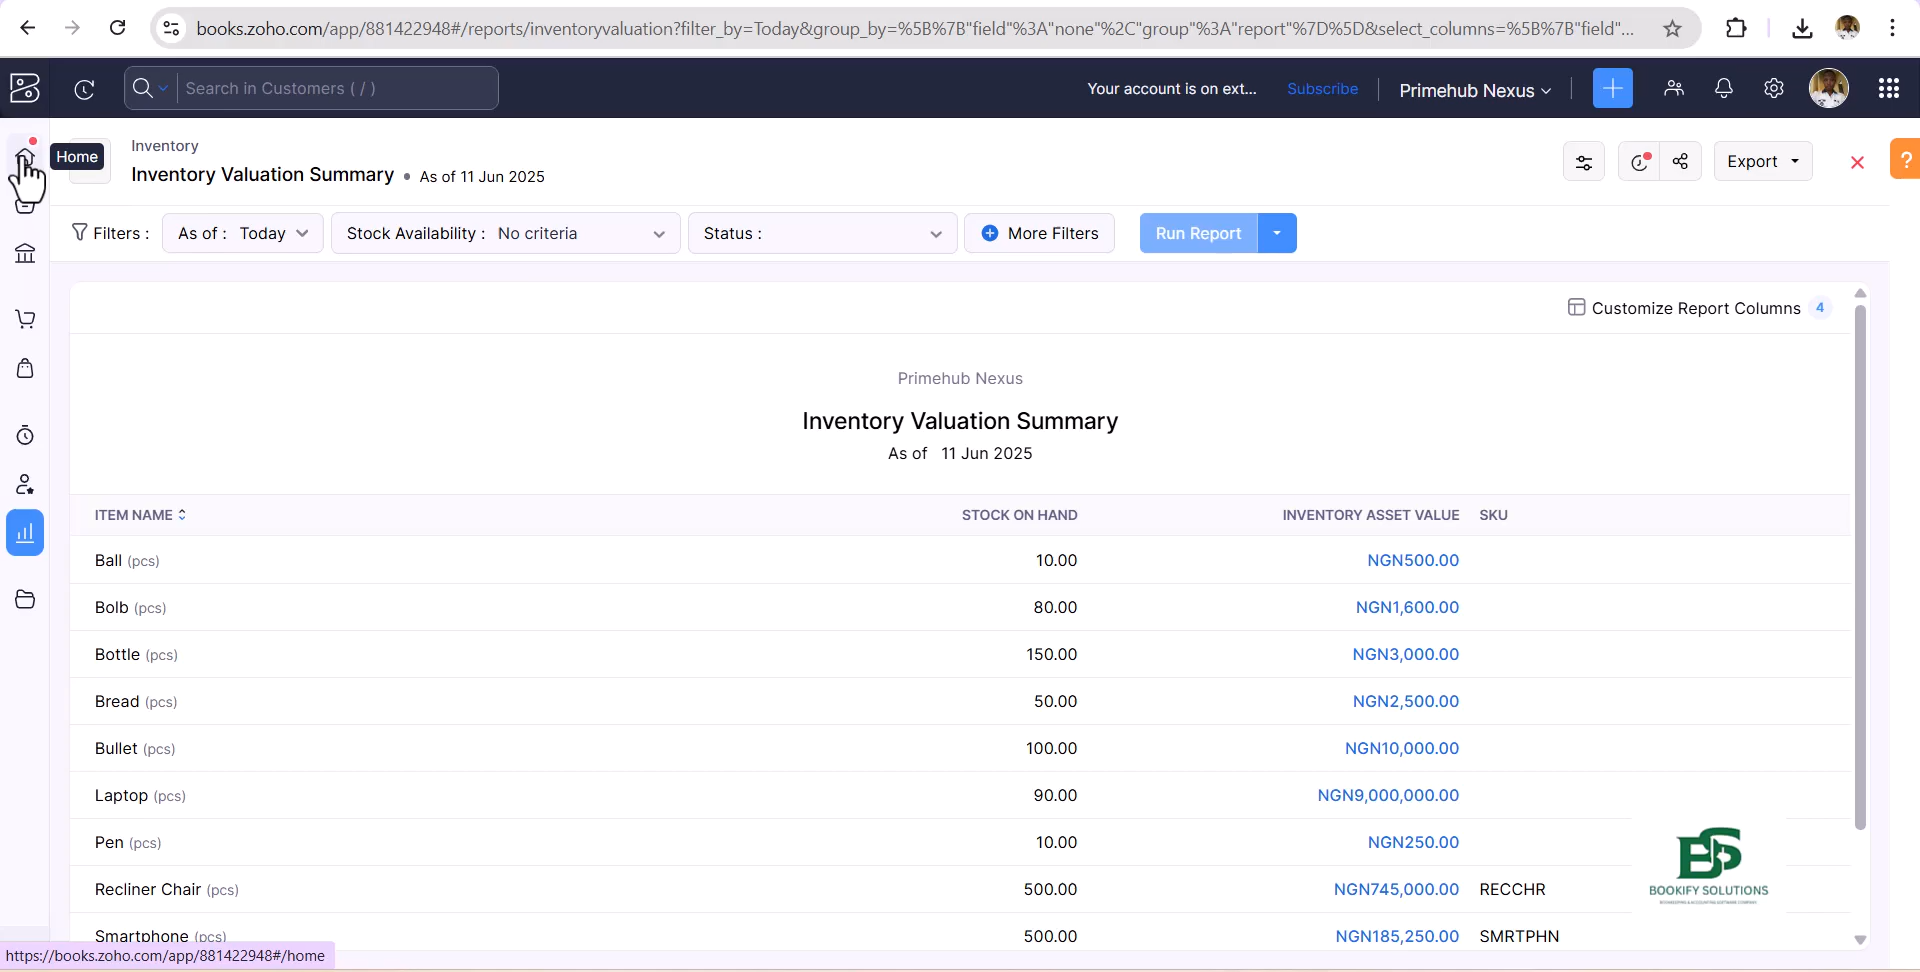 books.zoho.com/app/881422948#/reports/inventoryvaluation?filter_by=Today&group_by=%5B%7B"field"%3A"none"%2C"group"%3A"report"%7D%5D&select_columns=%5B%7B"field"...
Search in Customers ( / )
Your account is on ext...
Subscribe
Primehub Nexus
Home
Inventory
Inventory Valuation Summary • As of 11 Jun 2025
Export
?
Filters :
As of : Today
Stock Availability : No criteria
Status :
More Filters
Run Report
Customize Report Columns 4
Primehub Nexus
Inventory Valuation Summary
As of 11 Jun 2025
ITEM NAME STOCK ON HAND INVENTORY ASSET VALUE SKU
Ball (pcs) 10.00 NGN500.00
Bolb (pcs) 80.00 NGN1,600.00
Bottle (pcs) 150.00 NGN3,000.00
Bread (pcs) 50.00 NGN2,500.00
Bullet (pcs) 100.00 NGN10,000.00
Laptop (pcs) 90.00 NGN9,000,000.00
Pen (pcs) 10.00 NGN250.00
Recliner Chair (pcs) 500.00 NGN745,000.00 RECCHR
Smartphone (pcs) 500.00 NGN185,250.00 SMRTPHN
BS
BOOKIFY SOLUTIONS
BOOKKEEPING & ACCOUNTING SOFTWARE COMPANY
https://books.zoho.com/app/881422948#/home